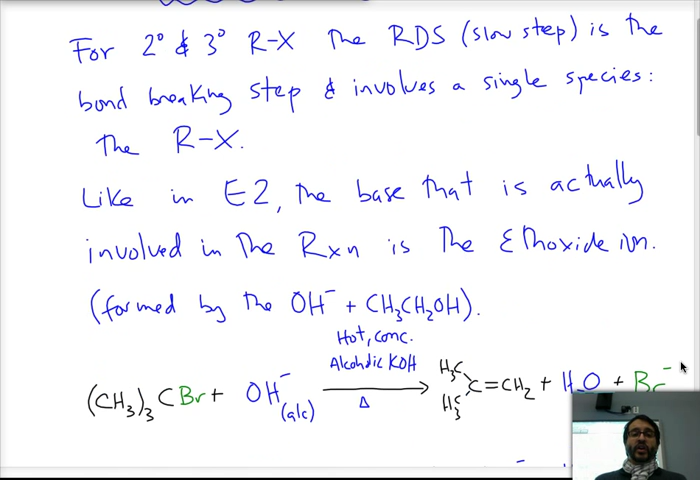 For 2° & 3° R-X The RDS (slow step) is the
bond breaking step & involves a single species:
The R-X.
Like in E2, the base that is actually
involved in the Rxn is the Ethoxide ion.
(formed by the OH⁻ + CH₃CH₂OH).
Hot, conc.
Alcoholic KOH
(CH₃)₃CBr + OH⁻(alc) ⟶ H₃C H₃C C=CH₂ + H₂O + Br⁻
Δ